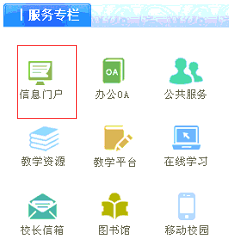 服务专栏
信息门户 办公OA 公共服务
OA
教学资源 教学平台 在线学习
校长信箱 图书馆 移动校园